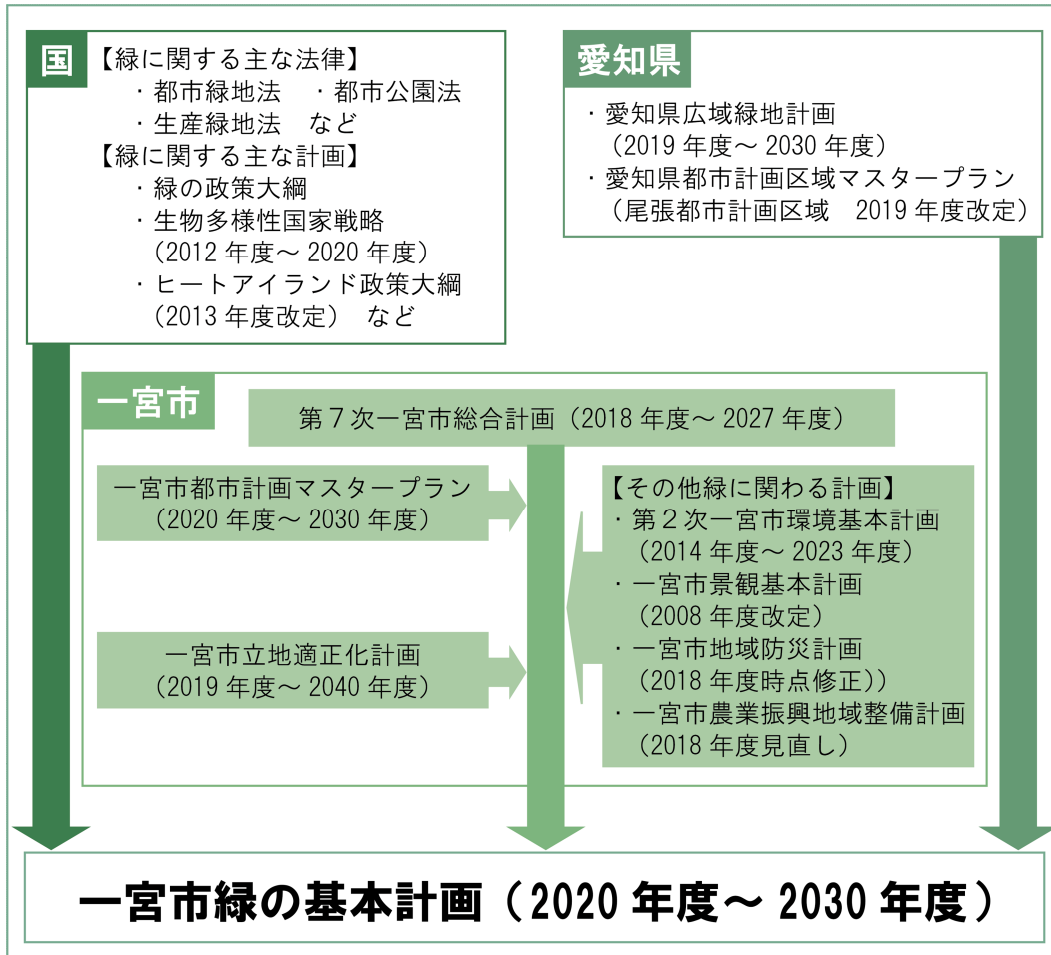 国
【緑に関する主な法律】
・都市緑地法　・都市公園法
・生産緑地法　など
【緑に関する主な計画】
・緑の政策大綱
・生物多様性国家戦略
（2012 年度～ 2020 年度）
・ヒートアイランド政策大綱
（2013 年度改定）　など
愛知県
・愛知県広域緑地計画
（2019 年度～ 2030 年度）
・愛知県都市計画区域マスタープラン
（尾張都市計画区域　2019 年度改定）
一宮市
第７次一宮市総合計画（2018 年度～ 2027 年度）
一宮市都市計画マスタープラン
（2020 年度～ 2030 年度）
一宮市立地適正化計画
（2019 年度～ 2040 年度）
【その他緑に関わる計画】
・第２次一宮市環境基本計画
（2014 年度～ 2023 年度）
・一宮市景観基本計画
（2008 年度改定）
・一宮市地域防災計画
（2018 年度時点修正））
・一宮市農業振興地域整備計画
（2018 年度見直し）
一宮市緑の基本計画（2020 年度～ 2030 年度）